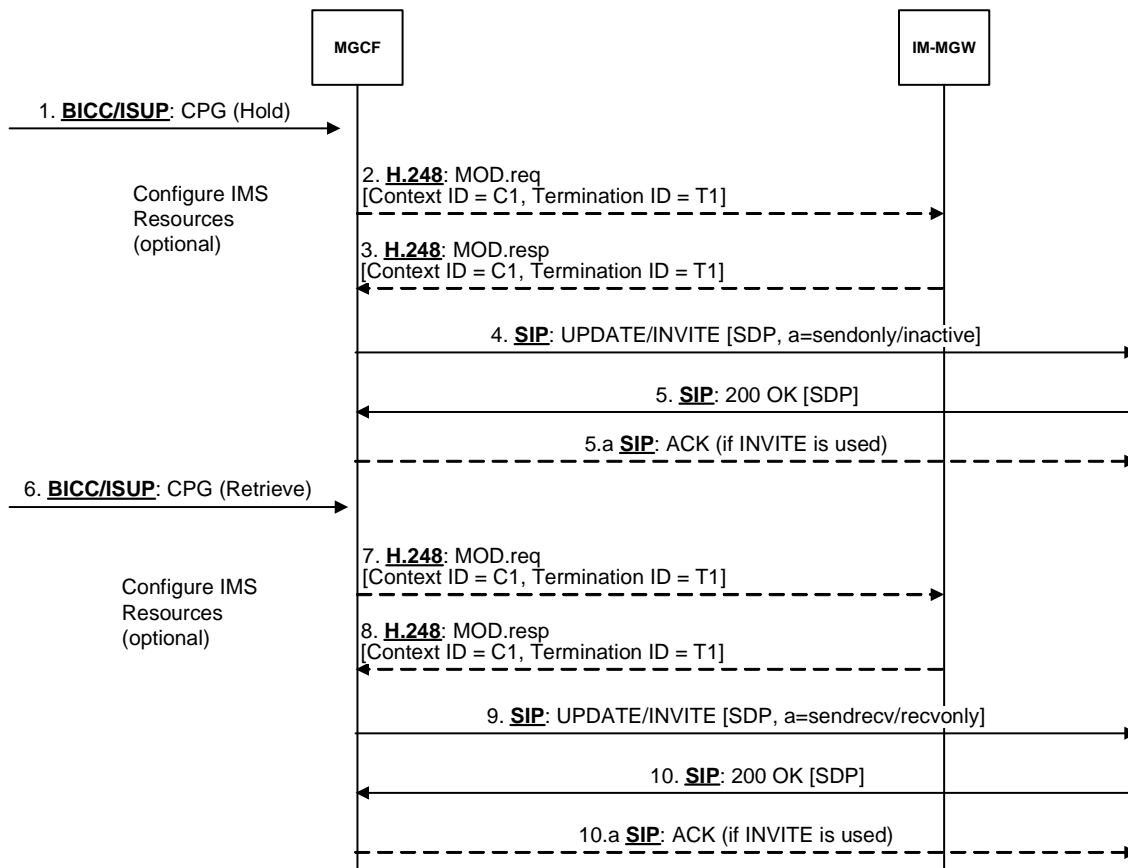 MGCF
IM-MGW
1. BICC/ISUP: CPG (Hold)
2. H.248: MOD.req
[Context ID = C1, Termination ID = T1]
Configure IMS
Resources
(optional)
3. H.248: MOD.resp
[Context ID = C1, Termination ID = T1]
4. SIP: UPDATE/INVITE [SDP, a=sendonly/inactive]
5. SIP: 200 OK [SDP]
5.a SIP: ACK (if INVITE is used)
6. BICC/ISUP: CPG (Retrieve)
7. H.248: MOD.req
[Context ID = C1, Termination ID = T1]
Configure IMS
Resources
(optional)
8. H.248: MOD.resp
[Context ID = C1, Termination ID = T1]
9. SIP: UPDATE/INVITE [SDP, a=sendrecv/recvonly]
10. SIP: 200 OK [SDP]
10.a SIP: ACK (if INVITE is used)